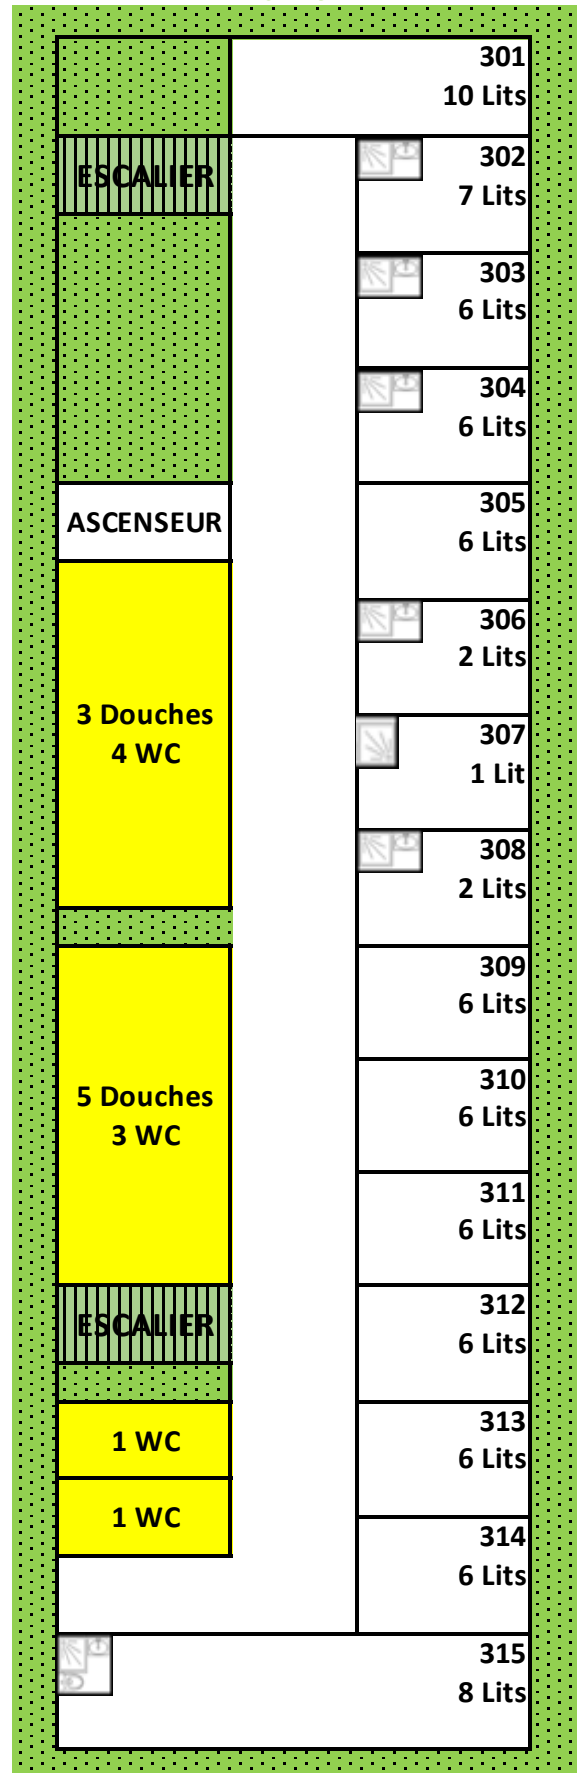 301
10 Lits
ESCALIER
302
7 Lits
303
6 Lits
304
6 Lits
ASCENSEUR
305
6 Lits
306
2 Lits
3 Douches
4 WC
307
1 Lit
308
2 Lits
309
6 Lits
310
6 Lits
5 Douches
3 WC
311
6 Lits
ESCALIER
312
6 Lits
1 WC
313
6 Lits
1 WC
314
6 Lits
315
8 Lits